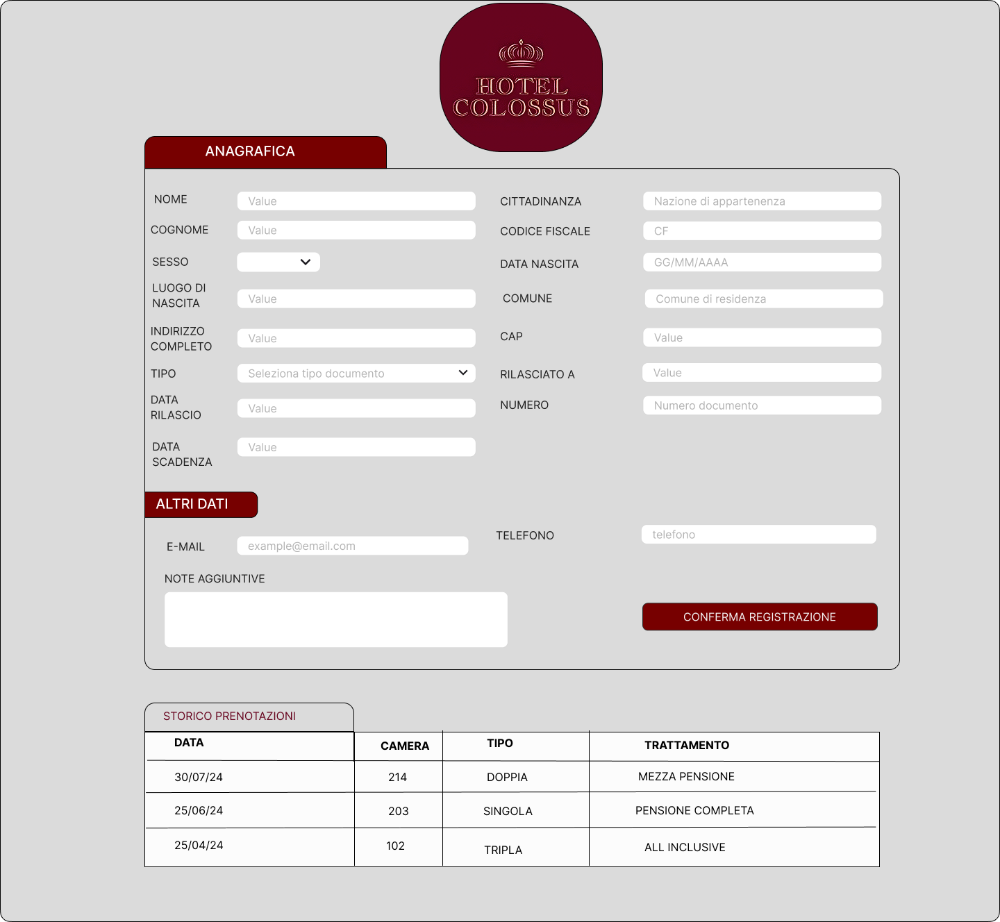 HOTEL
COLOSSUS
ANAGRAFICA
NOME
Value
CITTADINANZA
Nazione di appartenenza
COGNOME
Value
CODICE FISCALE
CF
SESSO
DATA NASCITA
GG/MM/AAAA
LUOGO DI
NASCITA
Value
COMUNE
Comune di residenza
INDIRIZZO
COMPLETO
Value
CAP
Value
TIPO
Seleziona tipo documento
RILASCIATO A
Value
DATA
RILASCIO
Value
NUMERO
Numero documento
DATA
SCADENZA
Value
ALTRI DATI
E-MAIL
example@email.com
TELEFONO
telefono
NOTE AGGIUNTIVE
CONFERMA REGISTRAZIONE
STORICO PRENOTAZIONI
DATA CAMERA TIPO TRATTAMENTO
30/07/24 214 DOPPIA MEZZA PENSIONE
25/06/24 203 SINGOLA PENSIONE COMPLETA
25/04/24 102 TRIPLA ALL INCLUSIVE